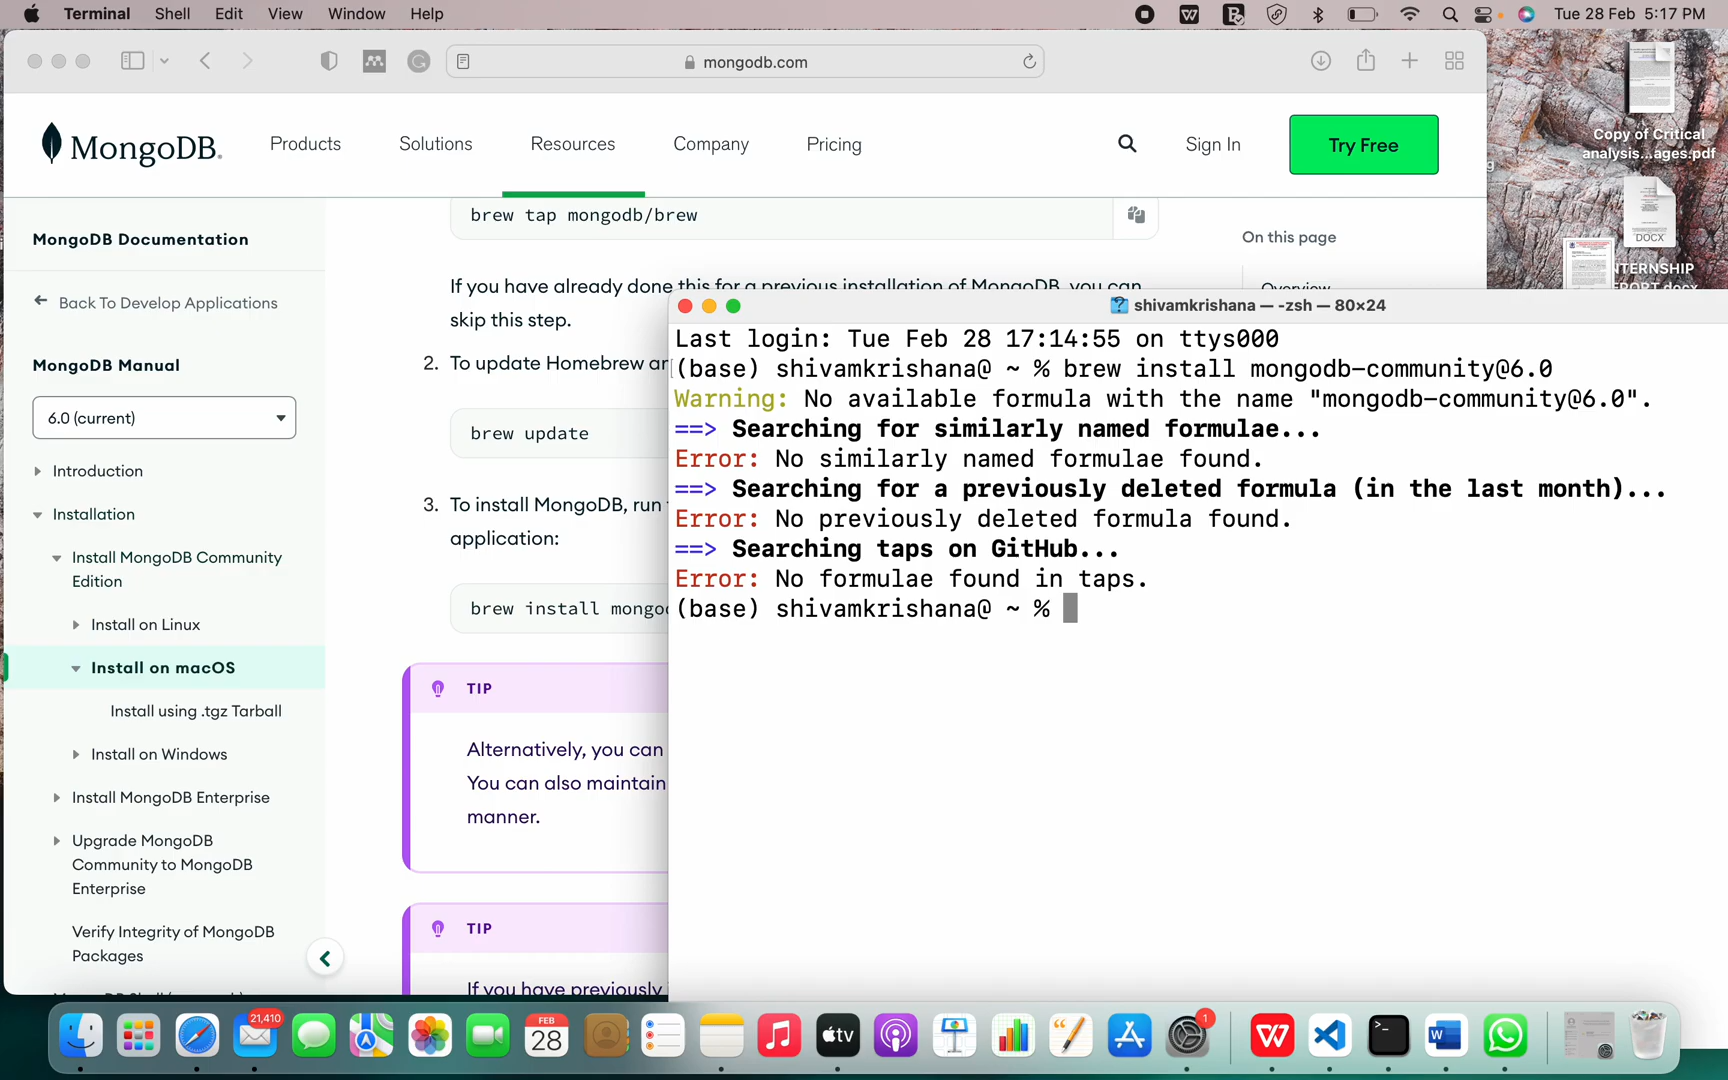 Terminal Shell Edit View Window Help Tue 28 Feb 5:17 PM
mongodb.com
MongoDB. Products Solutions Resources Company Pricing Sign In Try Free
Copy of Critical
analysis...ages.pdf
DOCX
MongoDB Documentation
Back To Develop Applications
MongoDB Manual
6.0 (current)
Introduction
Installation
Install MongoDB Community
Edition
Install on Linux
Install on macOS
Install using .tgz Tarball
Install on Windows
Install MongoDB Enterprise
Upgrade MongoDB
Community to MongoDB
Enterprise
Verify Integrity of MongoDB
Packages
brew tap mongodb/brew
On this page
Overview
If you have already done this for a previous installation of MongoDB, you can
skip this step.
2. To update Homebrew an
brew update
3. To install MongoDB, run
application:
brew install mongo
TIP
Alternatively, you can
You can also maintain
manner.
TIP
If you have previously
shivamkrishana — -zsh — 80×24
Last login: Tue Feb 28 17:14:55 on ttys000
(base) shivamkrishana@ ~ % brew install mongodb-community@6.0
Warning: No available formula with the name "mongodb-community@6.0".
==> Searching for similarly named formulae...
Error: No similarly named formulae found.
==> Searching for a previously deleted formula (in the last month)...
Error: No previously deleted formula found.
==> Searching taps on GitHub...
Error: No formulae found in taps.
(base) shivamkrishana@ ~ %
21,410
FEB
28
tv
1